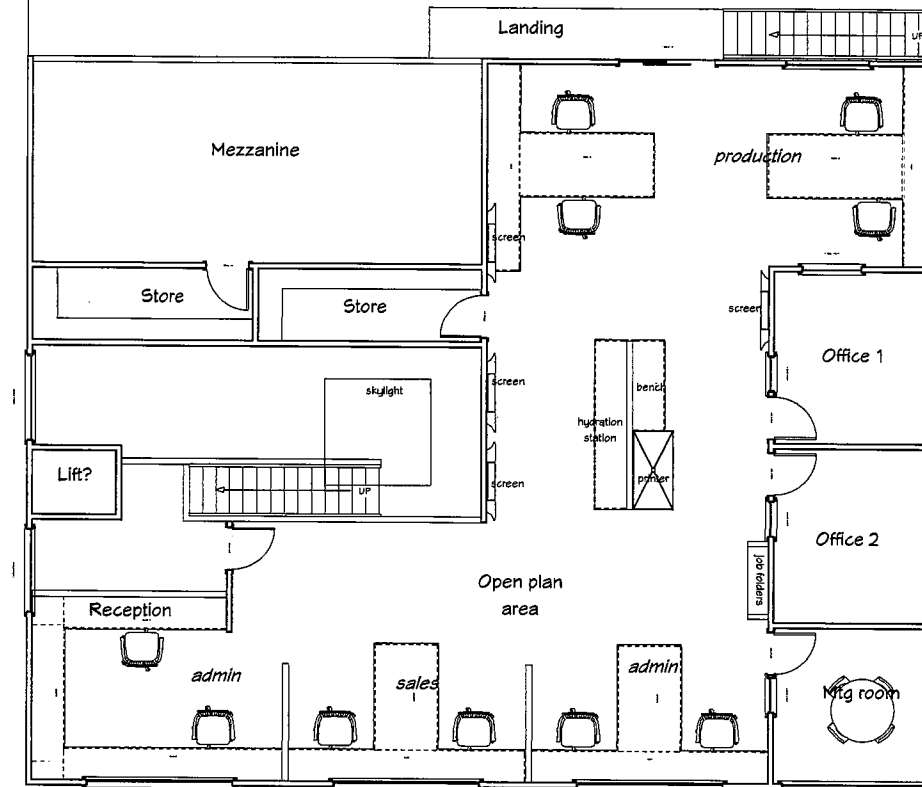 Landing
UP
Mezzanine
production
screen
Store
Store
screen
Office 1
skylight
screen
bench
hydration
station
Lift?
UP
screen
printer
Office 2
Open plan
area
job folders
Reception
admin
sales
admin
Mtg room